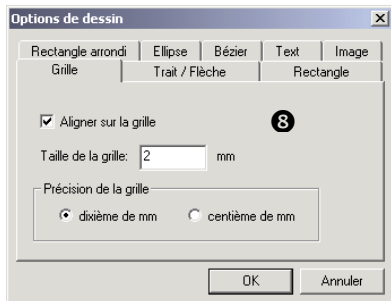 Options de dessin
Rectangle arrondi Ellipse Bézier Text Image
Grille Trait / Flèche Rectangle
Aligner sur la grille 8
Taille de la grille: 2 mm
Précision de la grille
dixième de mm centième de mm
OK Annuler